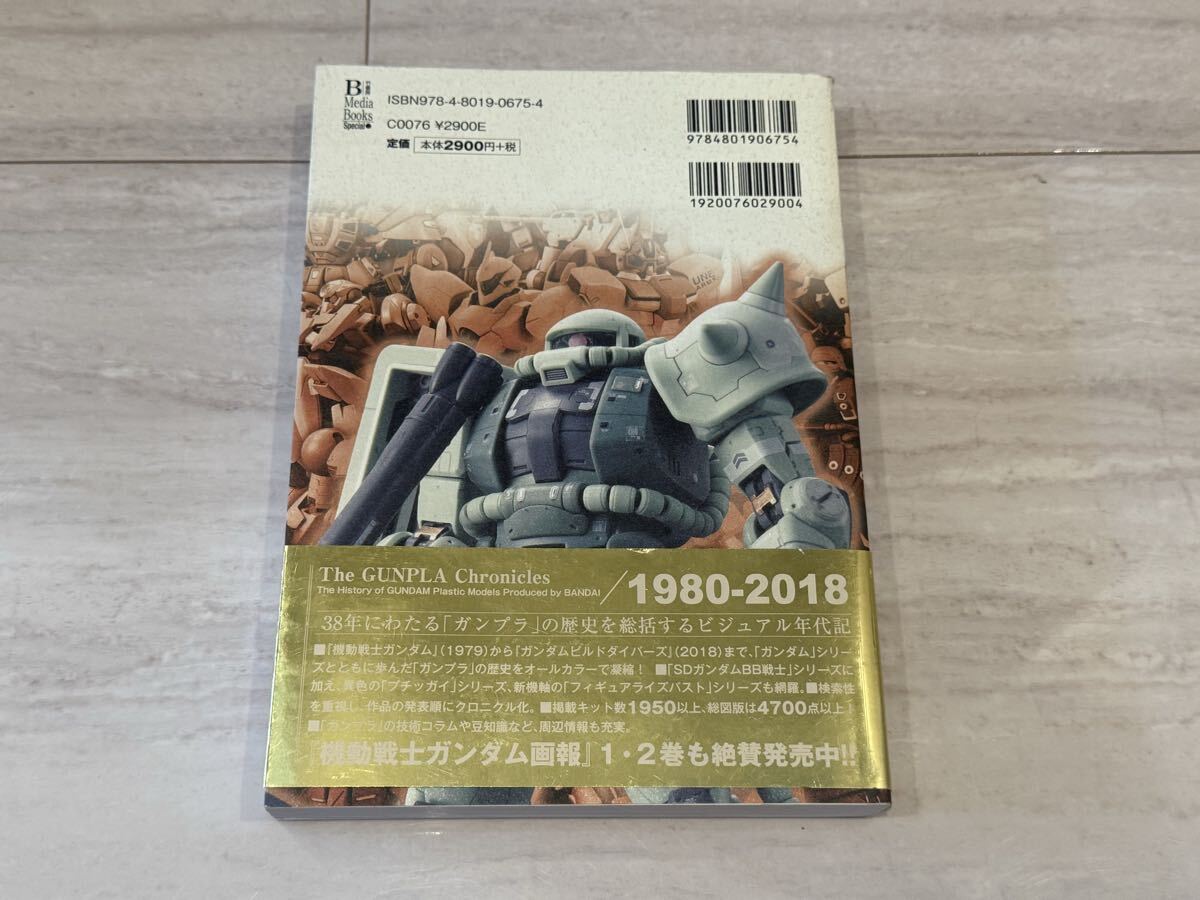 B 竹書房
Media
Books
Special●
ISBN978-4-8019-0675-4
C0076 ¥2900E
定価 本体2900円+税
9784801906754
1920076029004
UNE
ARMY
The GUNPLA Chronicles
The History of GUNDAM Plastic Models Produced by BANDAI / 1980-2018
38年にわたる「ガンプラ」の歴史を総括するビジュアル年代記
■『機動戦士ガンダム』(1979)から『ガンダムビルドダイバーズ』(2018)まで、「ガンダム」シリー
ズとともに歩んだ「ガンプラ」の歴史をオールカラーで凝縮! ■「SDガンダムBB戦士」シリーズに
加え、異色の「プチッガイ」シリーズ、新機軸の「フィギュアライズバスト」シリーズも網羅。■検索性
を重視し、作品の発表順にクロニクル化。■掲載キット数1950以上、総図版は4700点以上!
■「ガンプラ」の技術コラムや豆知識など、周辺情報も充実。
『機動戦士ガンダム画報』1・2巻も絶賛発売中!!